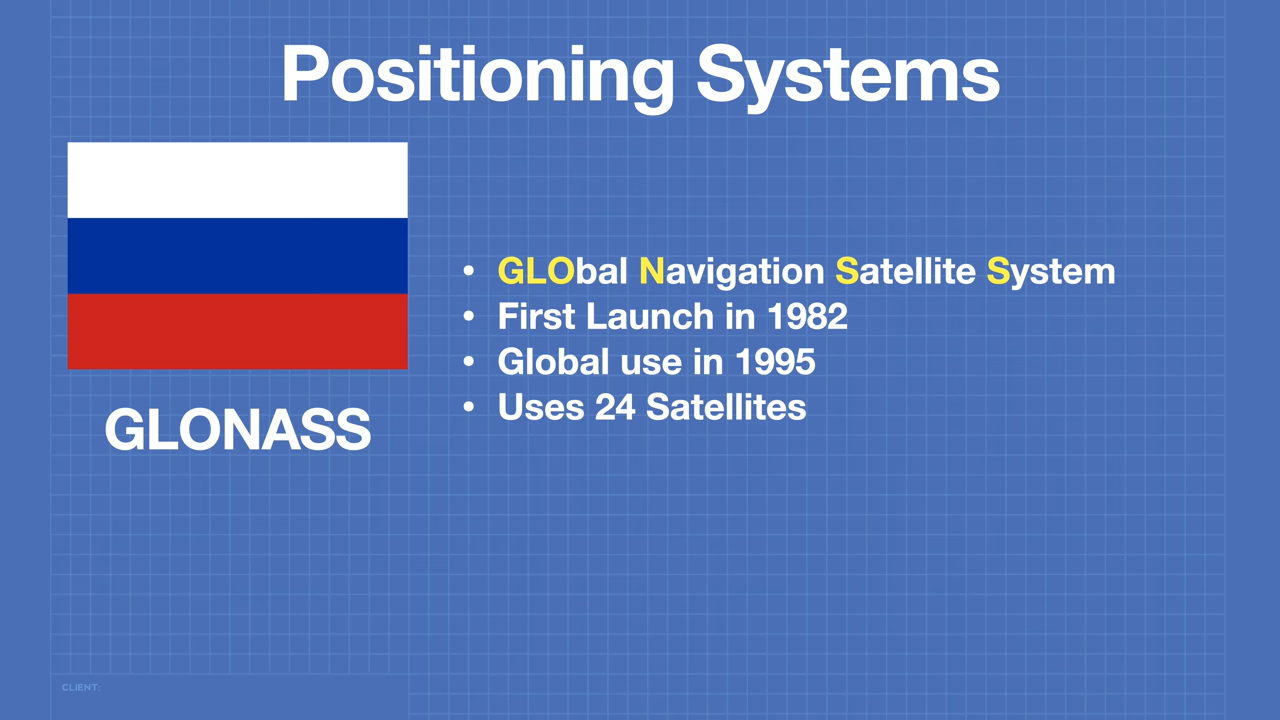 Positioning Systems
GLONASS
• GLObal Navigation Satellite System
• First Launch in 1982
• Global use in 1995
• Uses 24 Satellites
CLIENT: